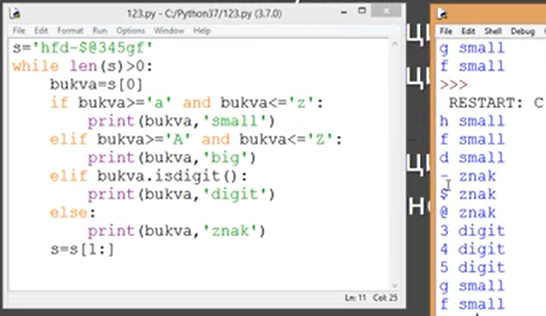 123.py - C:/Python37/123.py (3.7.0)
File Edit Format Run Options Window Help
s='hfd-$@345gf'
while len(s)>0:
    bukva=s[0]
    if bukva>='a' and bukva<='z':
        print(bukva,'small')
    elif bukva>='A' and bukva<='Z':
        print(bukva,'big')
    elif bukva.isdigit():
        print(bukva,'digit')
    else:
        print(bukva,'znak')
    s=s[1:]
Ln: 11 Col: 25
File Edit Shell Debug
g small
f small
>>>
RESTART: C
h small
f small
d small
- znak
$ znak
@ znak
3 digit
4 digit
5 digit
g small
f small